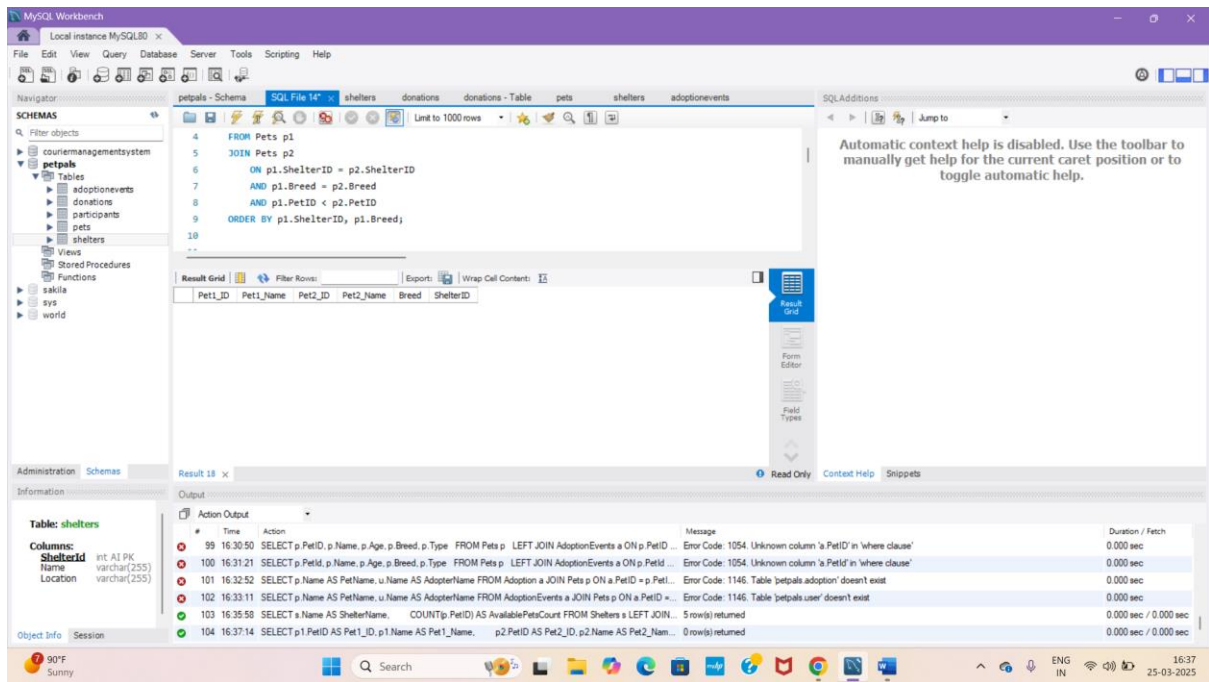 MySQL Workbench
Local instance MySQL80 ×
File Edit View Query Database Server Tools Scripting Help
Navigator
SCHEMAS
Filter objects
couriermanagementsystem
petpals
Tables
adoptionevents
donations
participants
pets
shelters
Views
Stored Procedures
Functions
sakila
sys
world
Administration Schemas
Information
Table: shelters
Columns:
ShelterId int AI PK
Name varchar(255)
Location varchar(255)
Object Info Session
petpals - Schema SQL File 14* × shelters donations donations - Table pets shelters adoptionevents
Limit to 1000 rows
4 FROM Pets p1
5 JOIN Pets p2
6 ON p1.ShelterID = p2.ShelterID
7 AND p1.Breed = p2.Breed
8 AND p1.PetID < p2.PetID
9 ORDER BY p1.ShelterID, p1.Breed;
10
Result Grid Filter Rows: Export: Wrap Cell Content:
Pet1_ID Pet1_Name Pet2_ID Pet2_Name Breed ShelterID
Result Grid
Form Editor
Field Types
Result 18 × Read Only
SQLAdditions
Jump to
Automatic context help is disabled. Use the toolbar to
manually get help for the current caret position or to
toggle automatic help.
Context Help Snippets
Output
Action Output
# Time Action Message Duration / Fetch
99 16:30:50 SELECT p.PetID, p.Name, p.Age, p.Breed, p.Type FROM Pets p LEFT JOIN AdoptionEvents a ON p.PetID ... Error Code: 1054. Unknown column 'a.PetID' in 'where clause' 0.000 sec
100 16:31:21 SELECT p.PetId, p.Name, p.Age, p.Breed, p.Type FROM Pets p LEFT JOIN AdoptionEvents a ON p.PetId ... Error Code: 1054. Unknown column 'a.PetId' in 'where clause' 0.000 sec
101 16:32:52 SELECT p.Name AS PetName, u.Name AS AdopterName FROM Adoption a JOIN Pets p ON a.PetID = p.PetI... Error Code: 1146. Table 'petpals.adoption' doesn't exist 0.000 sec
102 16:33:11 SELECT p.Name AS PetName, u.Name AS AdopterName FROM AdoptionEvents a JOIN Pets p ON a.PetID =... Error Code: 1146. Table 'petpals.user' doesn't exist 0.000 sec
103 16:35:58 SELECT s.Name AS ShelterName, COUNT(p.PetID) AS AvailablePetsCount FROM Shelters s LEFT JOIN... 5 row(s) returned 0.000 sec / 0.000 sec
104 16:37:14 SELECT p1.PetID AS Pet1_ID, p1.Name AS Pet1_Name, p2.PetID AS Pet2_ID, p2.Name AS Pet2_Nam... 0 row(s) returned 0.000 sec / 0.000 sec
7
90°F
Sunny
Search
ENG
IN
16:37
25-03-2025